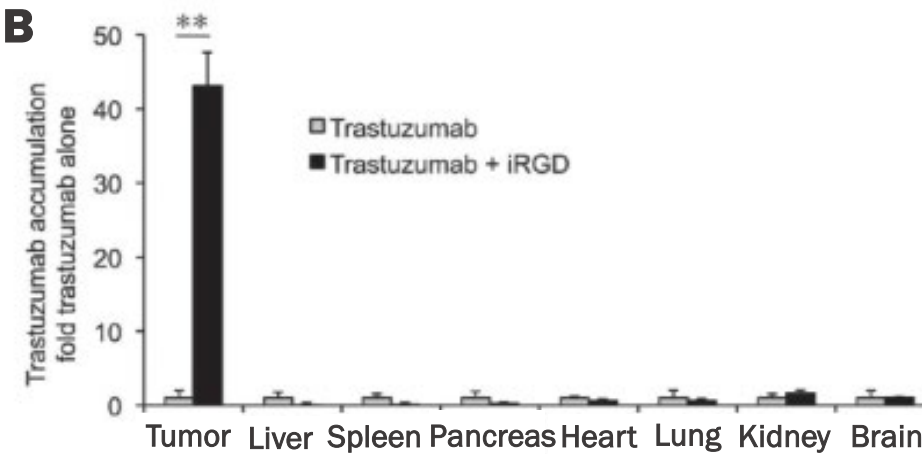 B
**
50
40
30
20
10
0
Trastuzumab accumulation
fold trastuzumab alone
Trastuzumab
Trastuzumab + iRGD
Tumor Liver Spleen Pancreas Heart Lung Kidney Brain